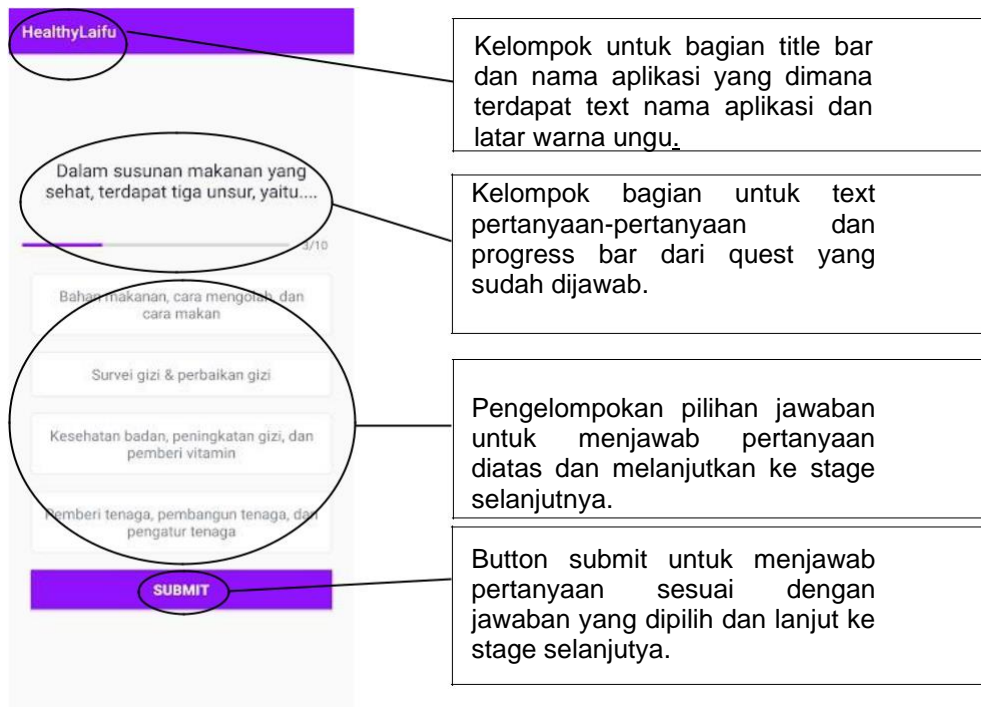 HealthyLaifu
Dalam susunan makanan yang
sehat, terdapat tiga unsur, yaitu....
3/10
Bahan makanan, cara mengolah, dan
cara makan
Survei gizi & perbaikan gizi
Kesehatan badan, peningkatan gizi, dan
pemberi vitamin
Pemberi tenaga, pembangun tenaga, dan
pengatur tenaga
SUBMIT
Kelompok untuk bagian title bar
dan nama aplikasi yang dimana
terdapat text nama aplikasi dan
latar warna ungu.
Kelompok bagian untuk text
pertanyaan-pertanyaan dan
progress bar dari quest yang
sudah dijawab.
Pengelompokan pilihan jawaban
untuk menjawab pertanyaan
diatas dan melanjutkan ke stage
selanjutnya.
Button submit untuk menjawab
pertanyaan sesuai dengan
jawaban yang dipilih dan lanjut ke
stage selanjutya.